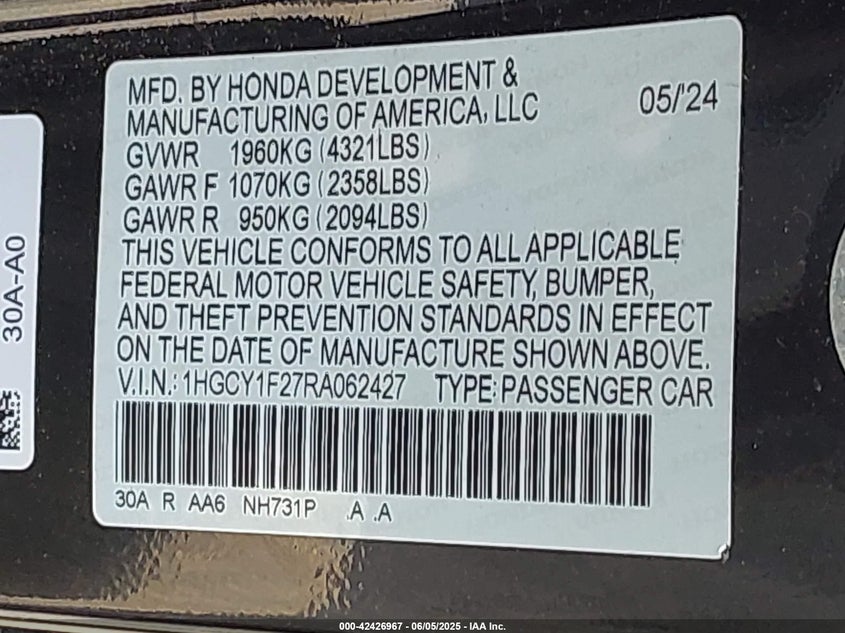 MFD. BY HONDA DEVELOPMENT &
MANUFACTURING OF AMERICA, LLC
05/'24
GVWR 1960KG (4321LBS)
GAWR F 1070KG (2358LBS)
GAWR R 950KG (2094LBS)
THIS VEHICLE CONFORMS TO ALL APPLICABLE
FEDERAL MOTOR VEHICLE SAFETY, BUMPER,
AND THEFT PREVENTION STANDARDS IN EFFECT
ON THE DATE OF MANUFACTURE SHOWN ABOVE.
V.I.N.: 1HGCY1F27RA062427 TYPE: PASSENGER CAR
30A R AA6 NH731P .A .A
30A-A0
000-42426967 - 06/05/2025 - IAA Inc.